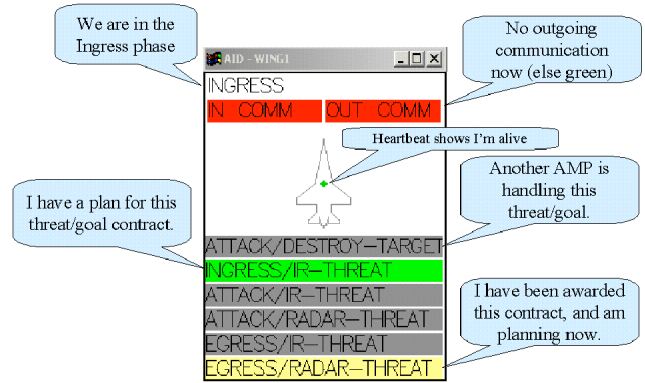 We are in the
Ingress phase
No outgoing
communication
now (else green)
AID - WING1
INGRESS
IN COMM OUT COMM
Heartbeat shows I'm alive
Another AMP is
handling this
threat/goal.
I have a plan for this
threat/goal contract.
ATTACK/DESTROY-TARGET
INGRESS/IR-THREAT
ATTACK/IR-THREAT
ATTACK/RADAR-THREAT
EGRESS/IR-THREAT
EGRESS/RADAR-THREAT
I have been awarded
this contract, and am
planning now.